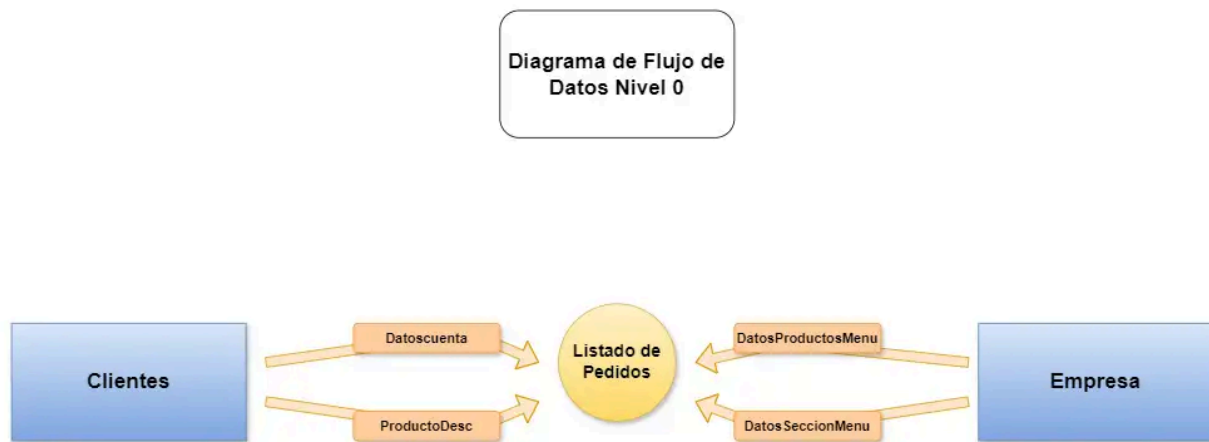 Diagrama de Flujo de
Datos Nivel 0
Datoscuenta
DatosProductosMenu
Listado de
Pedidos
Clientes
Empresa
ProductoDesc
DatosSeccionMenu